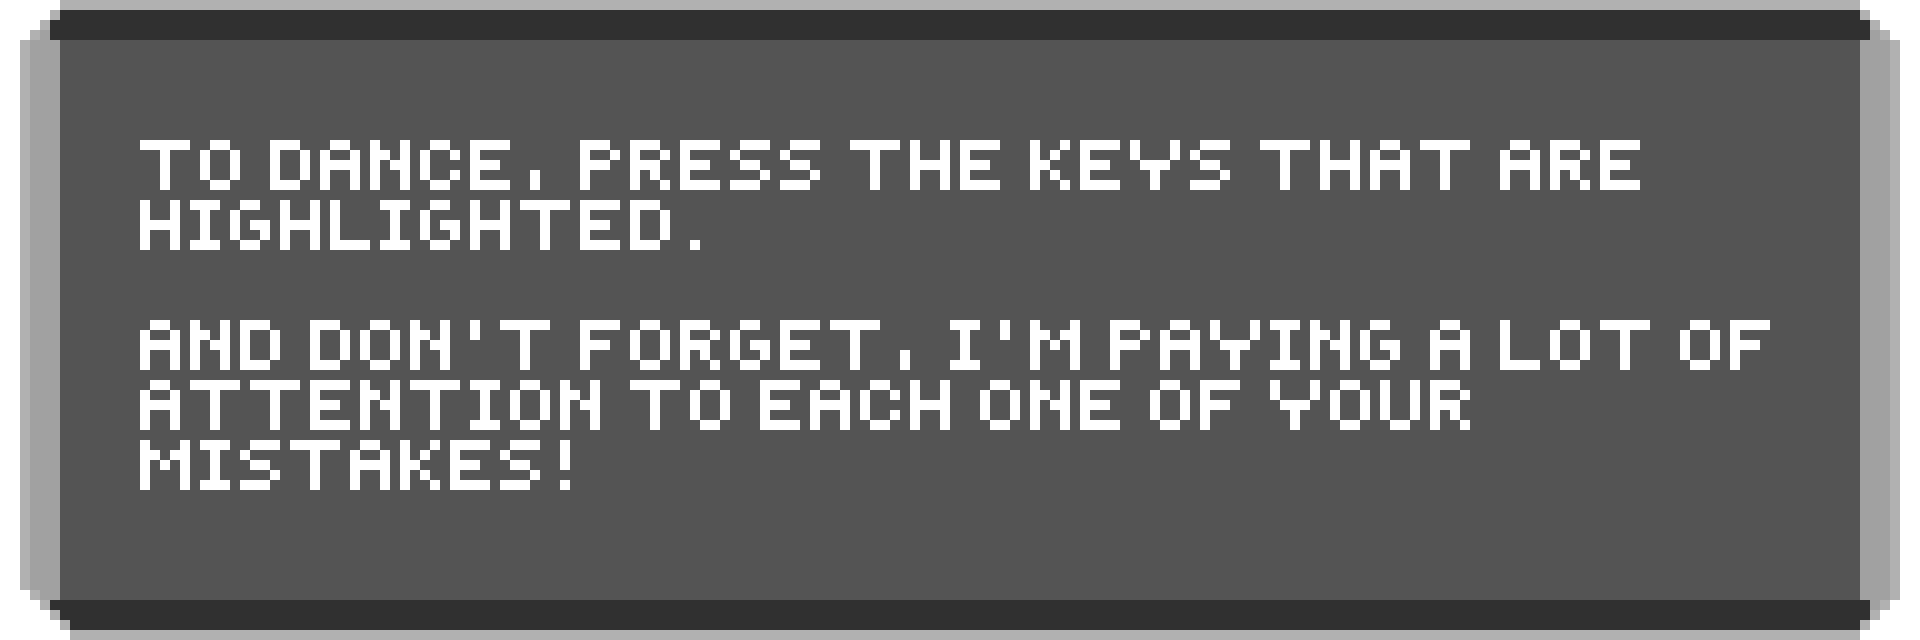 TO DANCE, PRESS THE KEYS THAT ARE
HIGHLIGHTED.
AND DON'T FORGET, I'M PAYING A LOT OF
ATTENTION TO EACH ONE OF YOUR
MISTAKES!